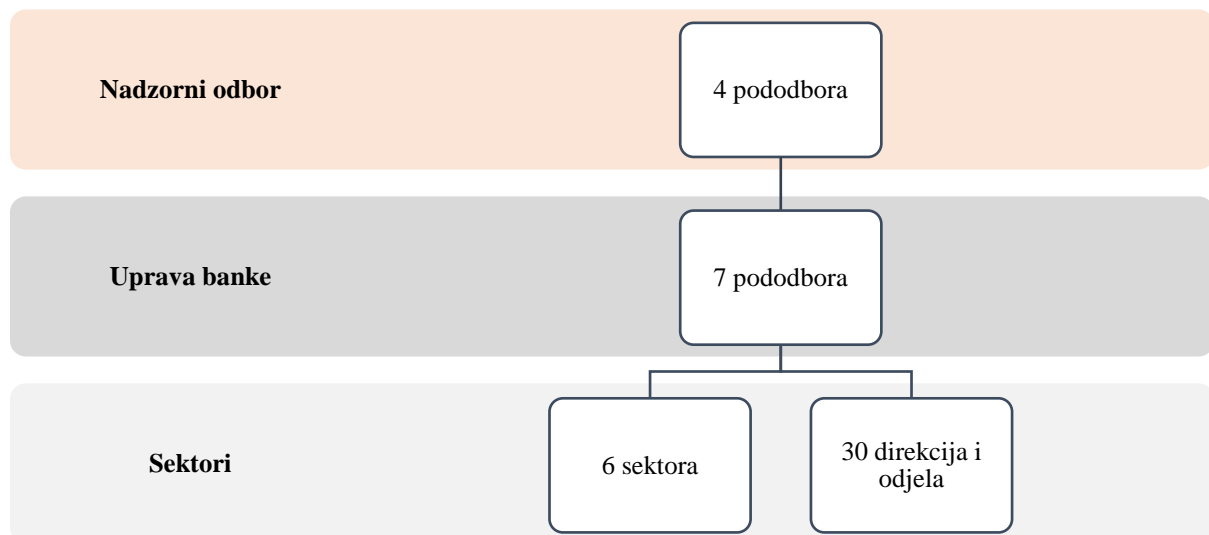 Nadzorni odbor
4 pododbora
Uprava banke
7 pododbora
Sektori
6 sektora
30 direkcija i
odjela